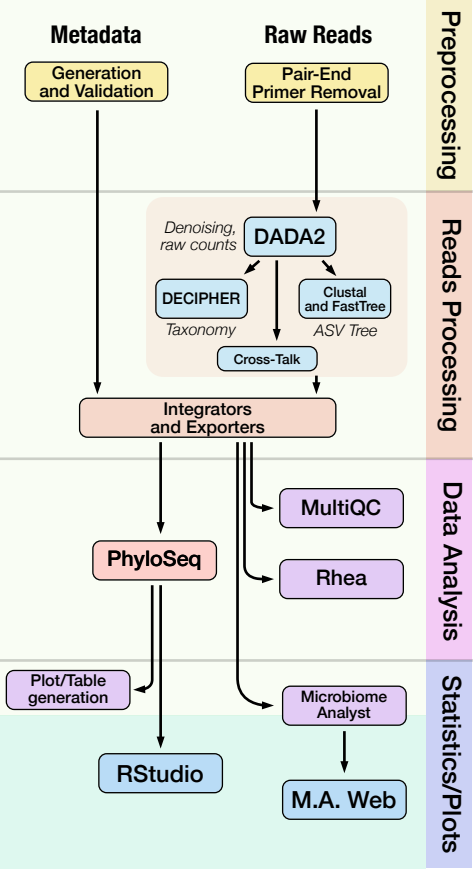 Metadata
Raw Reads
Generation
and Validation
Pair-End
Primer Removal
Preprocessing
Denoising,
raw counts
DADA2
DECIPHER
Taxonomy
Clustal
and FastTree
ASV Tree
Cross-Talk
Reads Processing
Integrators
and Exporters
MultiQC
PhyloSeq
Rhea
Data Analysis
Plot/Table
generation
Microbiome
Analyst
RStudio
M.A. Web
Statistics/Plots